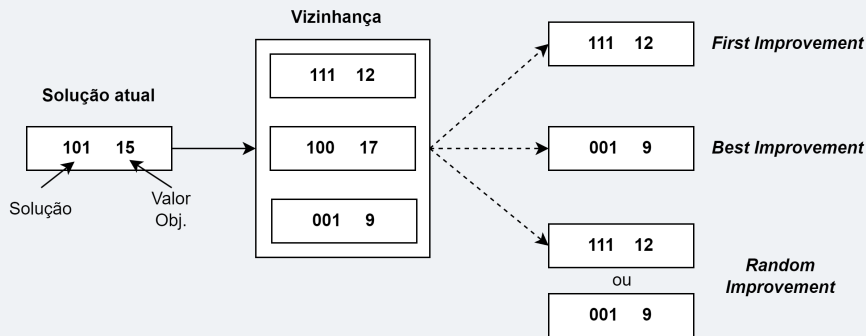 Vizinhança
111 12
First Improvement
111 12
Solução atual
101 15
100 17
001 9
Best Improvement
Solução
Valor
Obj.
001 9
111 12
ou
001 9
Random
Improvement